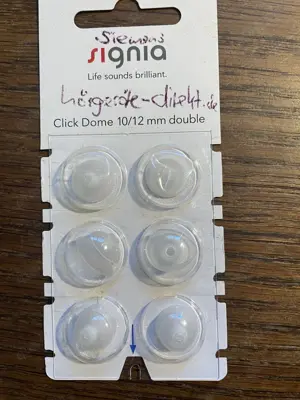 Siemens
signia
Life sounds brilliant.
hörgeräte-direkt.de
Click Dome 10/12 mm double